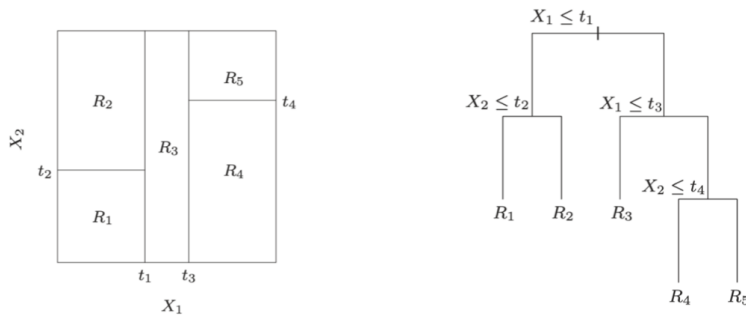 R₅
R₂
t₄
X₂
R₃
R₄
t₂
R₁
t₁
t₃
X₁
X₁ ≤ t₁
X₂ ≤ t₂
X₁ ≤ t₃
X₂ ≤ t₄
R₁
R₂
R₃
R₄
R₅